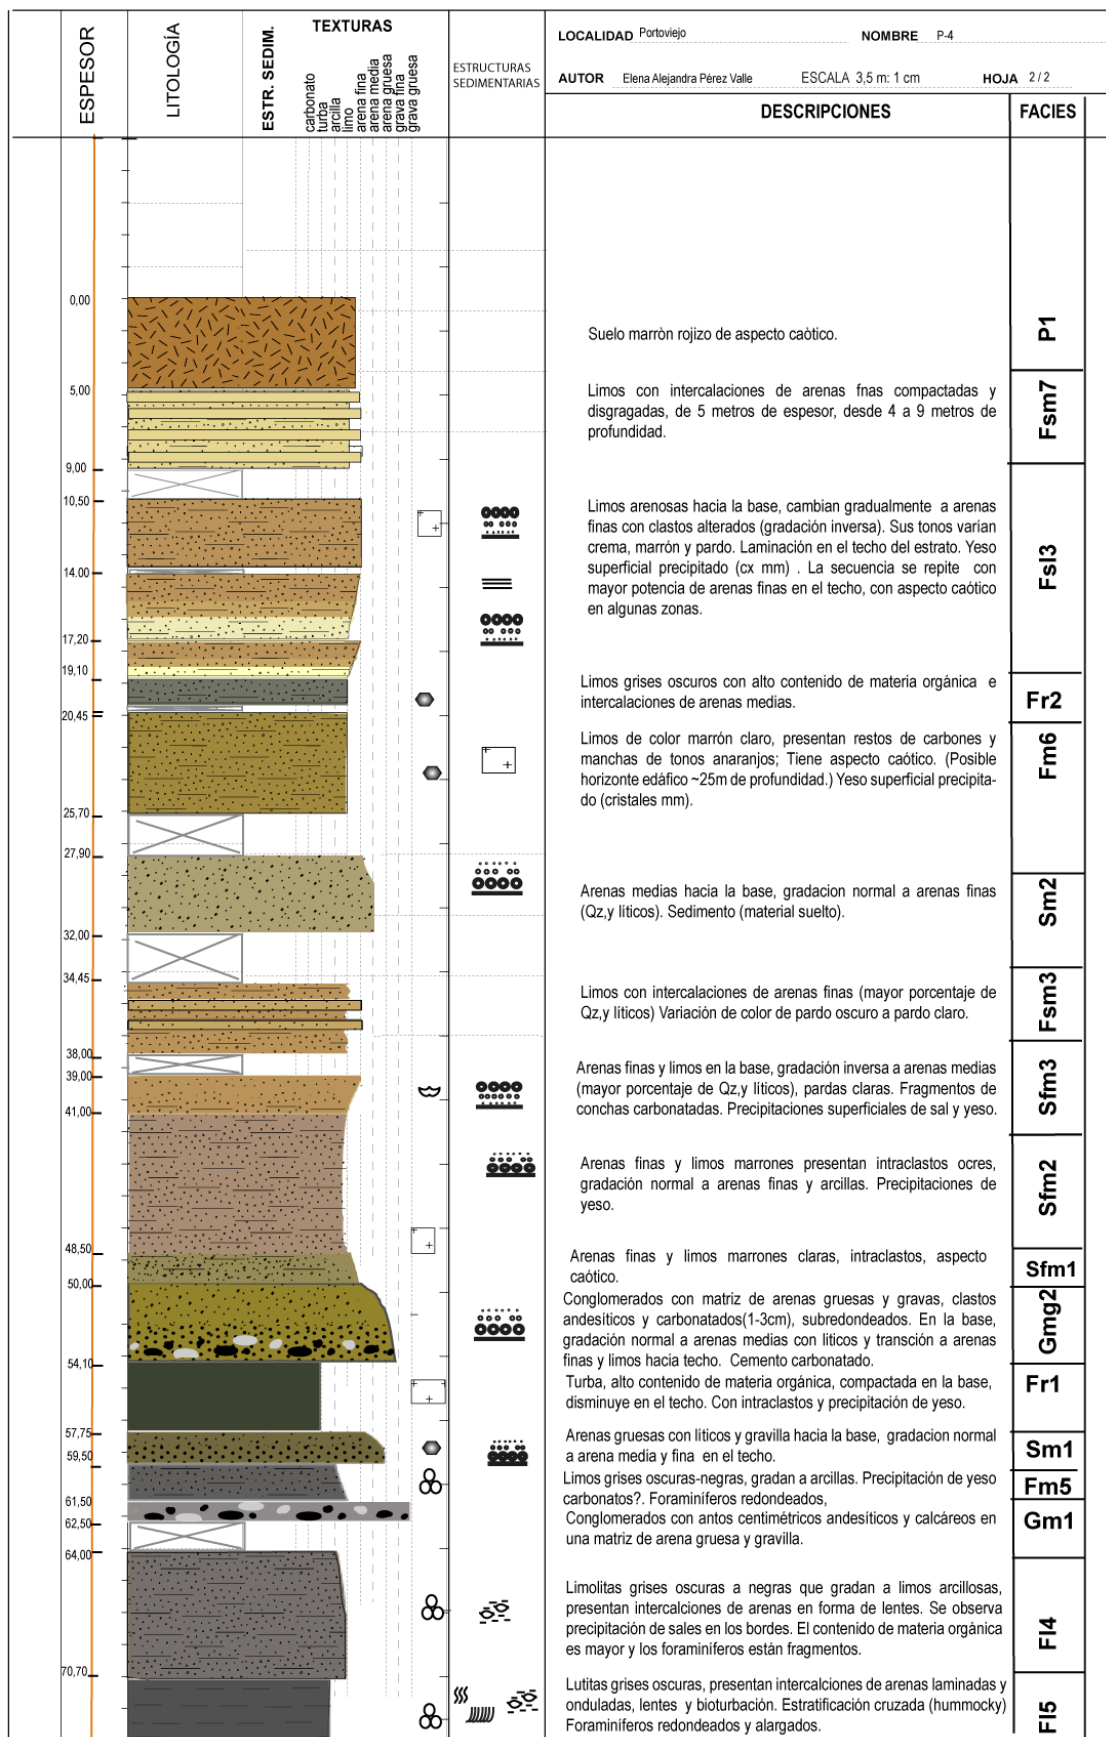 ESPESOR
LITOLOGÍA
ESTR. SEDIM.
TEXTURAS
carbonato
turba
arcilla
limo
arena fina
arena media
arena gruesa
grava fina
grava gruesa
ESTRUCTURAS
SEDIMENTARIAS
LOCALIDAD Portoviejo NOMBRE P-4
AUTOR Elena Alejandra Pérez Valle ESCALA 3,5 m: 1 cm HOJA 2/2
DESCRIPCIONES
FACIES
0,00
Suelo marròn rojizo de aspecto caòtico.
P1
5,00
Limos con intercalaciones de arenas fnas compactadas y
disgragadas, de 5 metros de espesor, desde 4 a 9 metros de
profundidad.
Fsm7
9,00
10,50
Limos arenosas hacia la base, cambian gradualmente a arenas
finas con clastos alterados (gradación inversa). Sus tonos varían
crema, marrón y pardo. Laminación en el techo del estrato. Yeso
superficial precipitado (cx mm) . La secuencia se repite con
mayor potencia de arenas finas en el techo, con aspecto caótico
en algunas zonas.
Fsl3
14.00
17,20
19,10
Limos grises oscuros con alto contenido de materia orgánica e
intercalaciones de arenas medias.
Fr2
20,45
Limos de color marrón claro, presentan restos de carbones y
manchas de tonos anaranjos; Tiene aspecto caótico. (Posible
horizonte edáfico ~25m de profundidad.) Yeso superficial precipita-
do (cristales mm).
Fm6
25,70
27,90
Arenas medias hacia la base, gradacion normal a arenas finas
(Qz,y líticos). Sedimento (material suelto).
Sm2
32,00
34,45
Limos con intercalaciones de arenas finas (mayor porcentaje de
Qz,y líticos) Variación de color de pardo oscuro a pardo claro.
Fsm3
38,00
39,00
Arenas finas y limos en la base, gradación inversa a arenas medias
(mayor porcentaje de Qz,y líticos), pardas claras. Fragmentos de
conchas carbonatadas. Precipitaciones superficiales de sal y yeso.
Sfm3
41,00
Arenas finas y limos marrones presentan intraclastos ocres,
gradación normal a arenas finas y arcillas. Precipitaciones de
yeso.
Sfm2
48,50
Arenas finas y limos marrones claras, intraclastos, aspecto
caótico.
Sfm1
50,00
Conglomerados con matriz de arenas gruesas y gravas, clastos
andesíticos y carbonatados(1-3cm), subredondeados. En la base,
gradación normal a arenas medias con líticos y transción a arenas
finas y limos hacia techo. Cemento carbonatado.
Gmg2
54,10
Turba, alto contenido de materia orgánica, compactada en la base,
disminuye en el techo. Con intraclastos y precipitación de yeso.
Fr1
57,75
Arenas gruesas con líticos y gravilla hacia la base, gradacion normal
a arena media y fina en el techo.
Sm1
59,50
Limos grises oscuras-negras, gradan a arcillas. Precipitación de yeso
carbonatos?. Foraminíferos redondeados,
Fm5
61,50
Conglomerados con antos centimétricos andesíticos y calcáreos en
una matriz de arena gruesa y gravilla.
Gm1
62,50
64,00
Limolitas grises oscuras a negras que gradan a limos arcillosas,
presentan intercalciones de arenas en forma de lentes. Se observa
precipitación de sales en los bordes. El contenido de materia orgánica
es mayor y los foraminíferos están fragmentos.
Fl4
70,70
Lutitas grises oscuras, presentan intercalciones de arenas laminadas y
onduladas, lentes y bioturbación. Estratificación cruzada (hummocky)
Foraminíferos redondeados y alargados.
Fl5